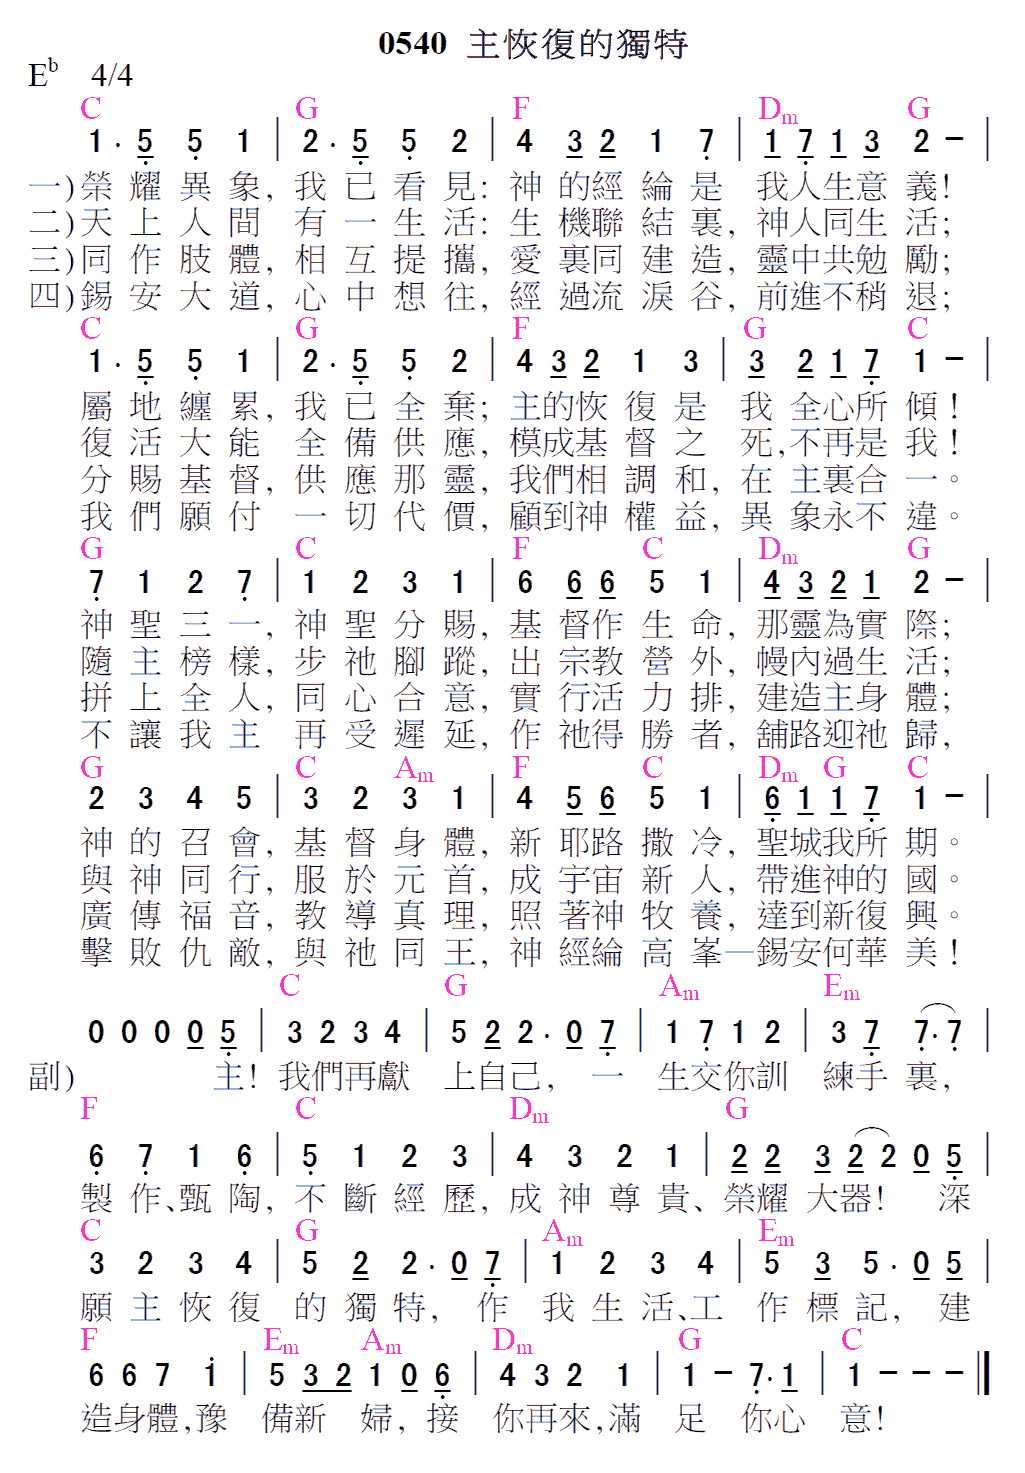 0540 主恢復的獨特
E♭ 4/4
C G F Dm G
1 · 5 5 1 | 2 · 5 5 2 | 4 3 2 1 7 | 1 7 1 3 2 − |
一)榮耀異象,我已看見:神的經綸是我人生意義!
二)天上人間有一生活:生機聯結裏,神人同生活;
三)同作肢體,相互提攜,愛裏同建造,靈中共勉勵;
四)錫安大道,心中想往,經過流淚谷,前進不稍退;
C G F G C
1 · 5 5 1 | 2 · 5 5 2 | 4 3 2 1 3 | 3 2 1 7 1 − |
屬地纏累,我已全棄;主的恢復是我全心所傾!
復活大能全備供應,模成基督之死,不再是我!
分賜基督,供應那靈,我們相調和,在主裏合一。
我們願付一切代價,顧到神權益,異象永不違。
G C F C Dm G
7 1 2 7 | 1 2 3 1 | 6 6 6 5 1 | 4 3 2 1 2 − |
神聖三一,神聖分賜,基督作生命,那靈為實際;
隨主榜樣,步祂腳蹤,出宗教營外,幔內過生活;
拼上全人,同心合意,實行活力排,建造主身體;
不讓我主再受遲延,作祂得勝者,舖路迎祂歸,
G C Am F C Dm G C
2 3 4 5 | 3 2 3 1 | 4 5 6 5 1 | 6 1 1 7 1 − |
神的召會,基督身體,新耶路撒冷,聖城我所期。
與神同行,服於元首,成宇宙新人,帶進神的國。
廣傳福音,教導真理,照著神牧養,達到新復興。
擊敗仇敵,與祂同王,神經綸高峯—錫安何華美!
C G Am Em
0 0 0 0 5 | 3 2 3 4 | 5 2 2 · 0 7 | 1 7 1 2 | 3 7 7 · 7 |
副) 主!我們再獻上自己,一生交你訓練手裏,
F C Dm G
6 7 1 6 | 5 1 2 3 | 4 3 2 1 | 2 2 3 2 2 0 5 |
製作、甄陶,不斷經歷,成神尊貴、榮耀大器!深
C G Am Em
3 2 3 4 | 5 2 2 · 0 7 | 1 2 3 4 | 5 3 5 · 0 5 |
願主恢復的獨特,作我生活、工作標記,建
F Em Am Dm G C
6 6 7 1 | 5 3 2 1 0 6 | 4 3 2 1 | 1 − 7 · 1 | 1 − − − ||
造身體,豫備新婦,接你再來,滿足你心意!